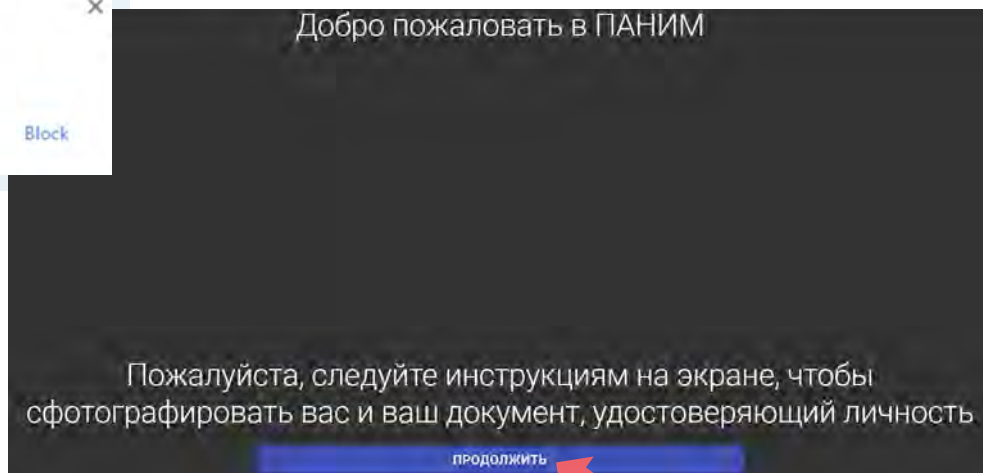 ×
Добро пожаловать в ПАНИМ
Block
Пожалуйста, следуйте инструкциям на экране, чтобы
сфотографировать вас и ваш документ, удостоверяющий личность
ПРОДОЛЖИТЬ